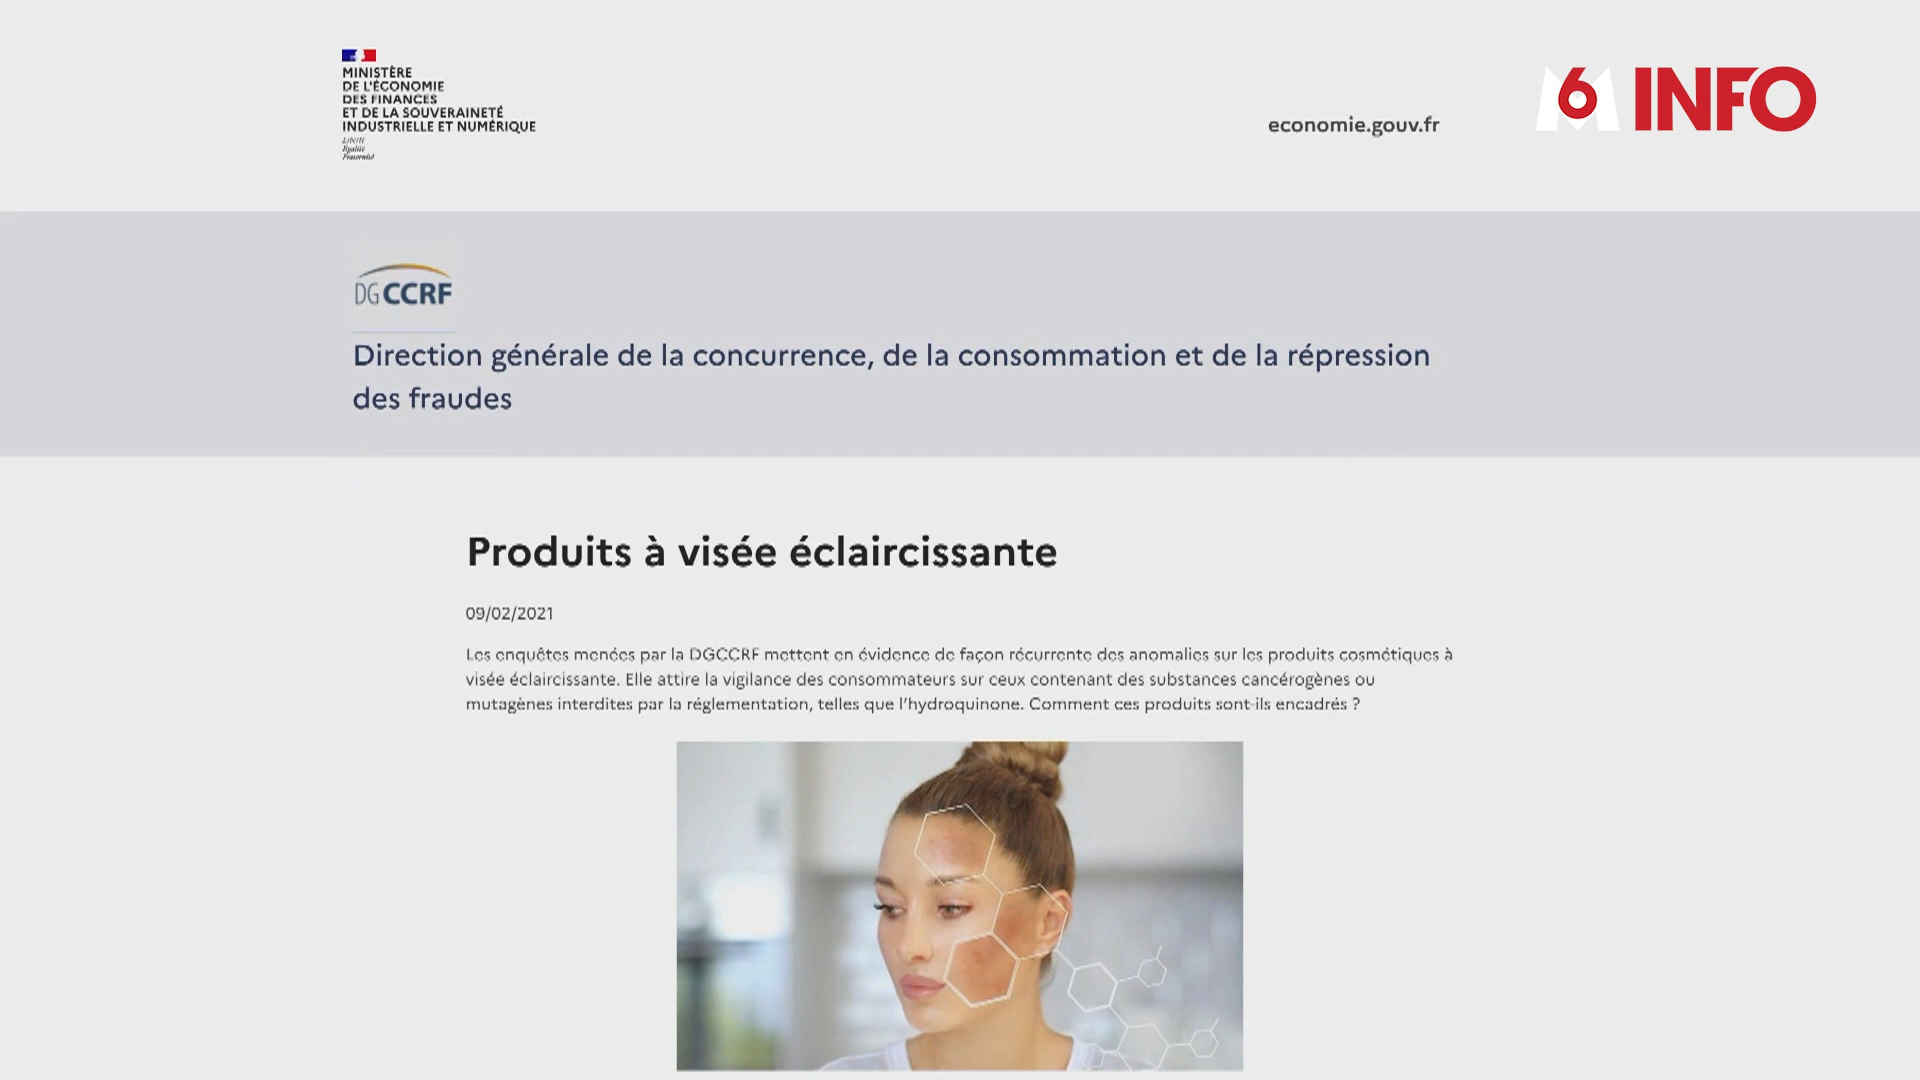 MINISTÈRE
DE L'ÉCONOMIE
DES FINANCES
ET DE LA SOUVERAINETÉ
INDUSTRIELLE ET NUMÉRIQUE
Liberté
Égalité
Fraternité
economie.gouv.fr
M6 INFO
DGCCRF
Direction générale de la concurrence, de la consommation et de la répression
des fraudes
Produits à visée éclaircissante
09/02/2021
Les enquêtes menées par la DGCCRF mettent en évidence de façon récurrente des anomalies sur les produits cosmétiques à
visée éclaircissante. Elle attire la vigilance des consommateurs sur ceux contenant des substances cancérogènes ou
mutagènes interdites par la réglementation, telles que l'hydroquinone. Comment ces produits sont-ils encadrés ?